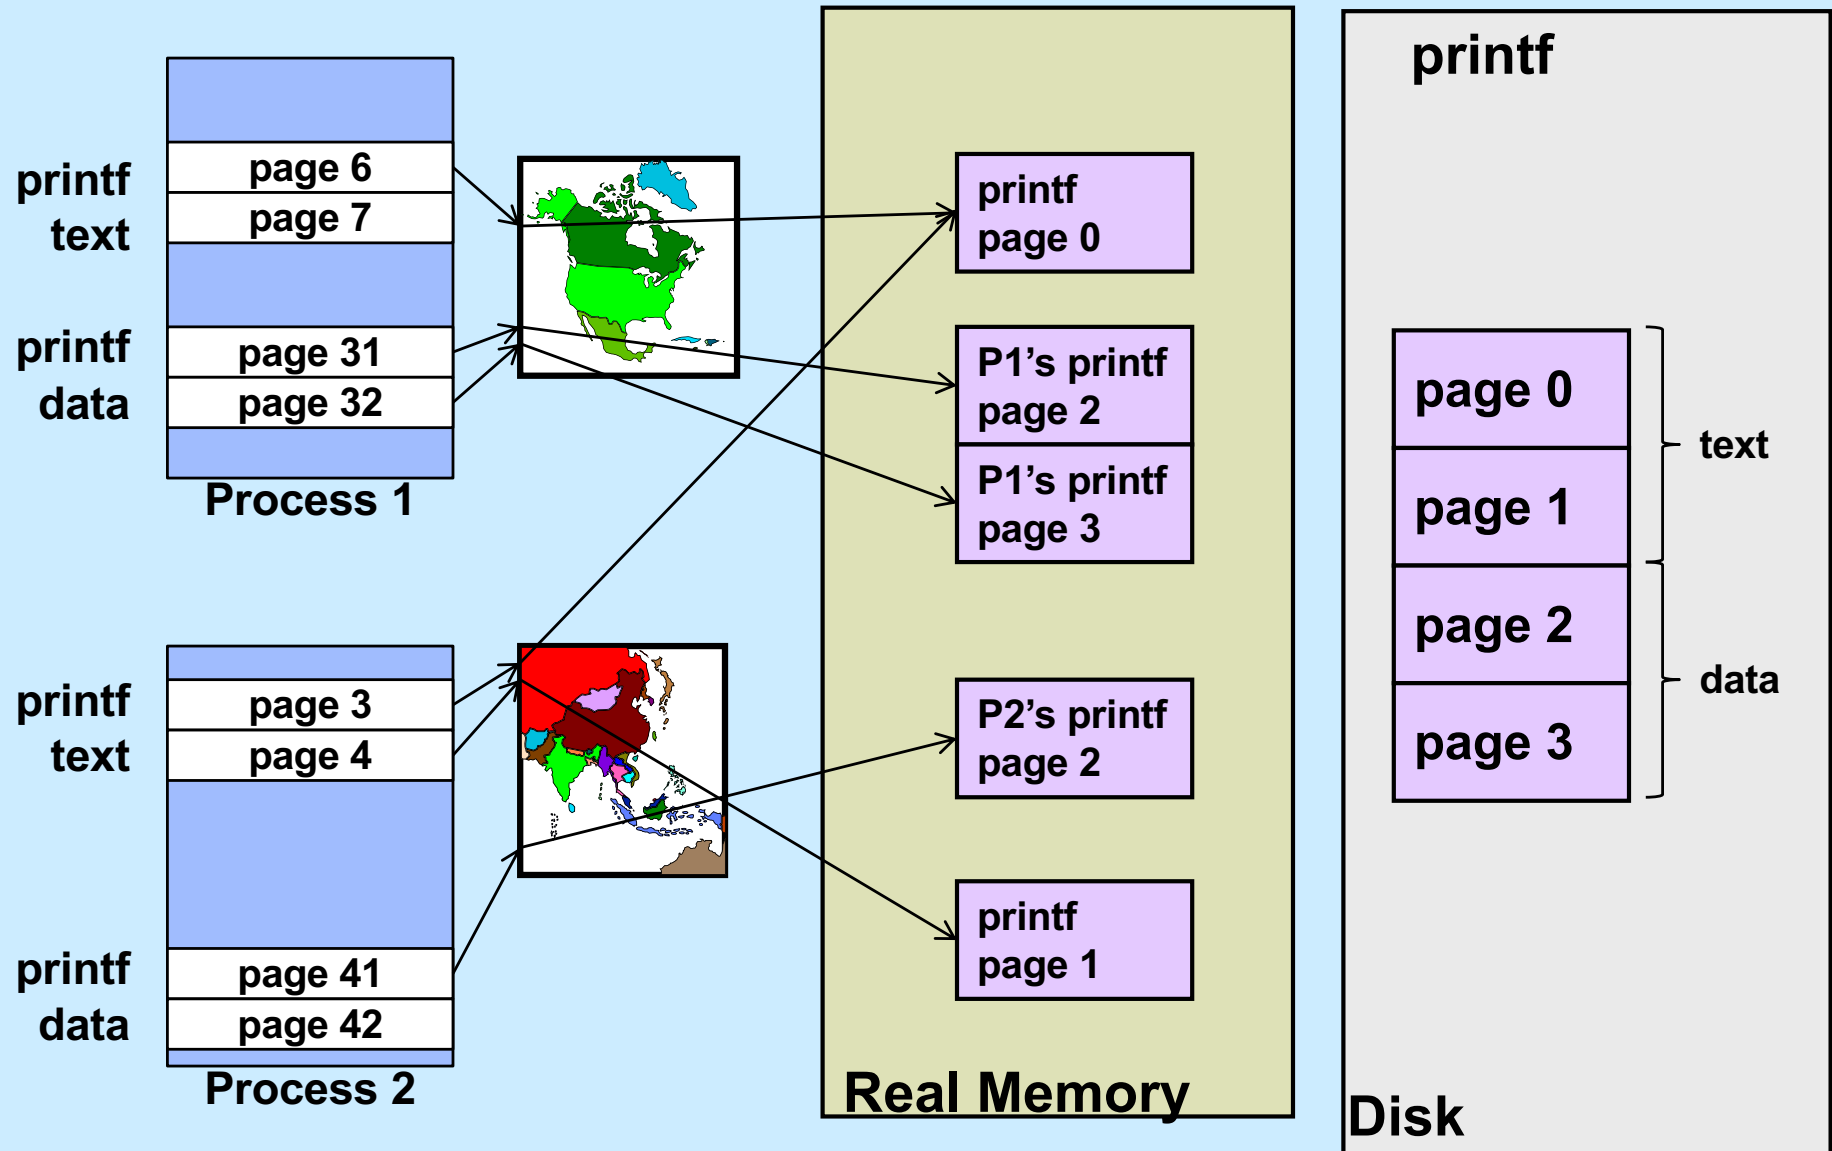 printf
text
page 6
page 7
printf
data
page 31
page 32
Process 1
printf
text
page 3
page 4
printf
data
page 41
page 42
Process 2
printf
page 0
P1’s printf
page 2
P1’s printf
page 3
P2’s printf
page 2
printf
page 1
Real Memory
printf
page 0
page 1
page 2
page 3
text
data
Disk